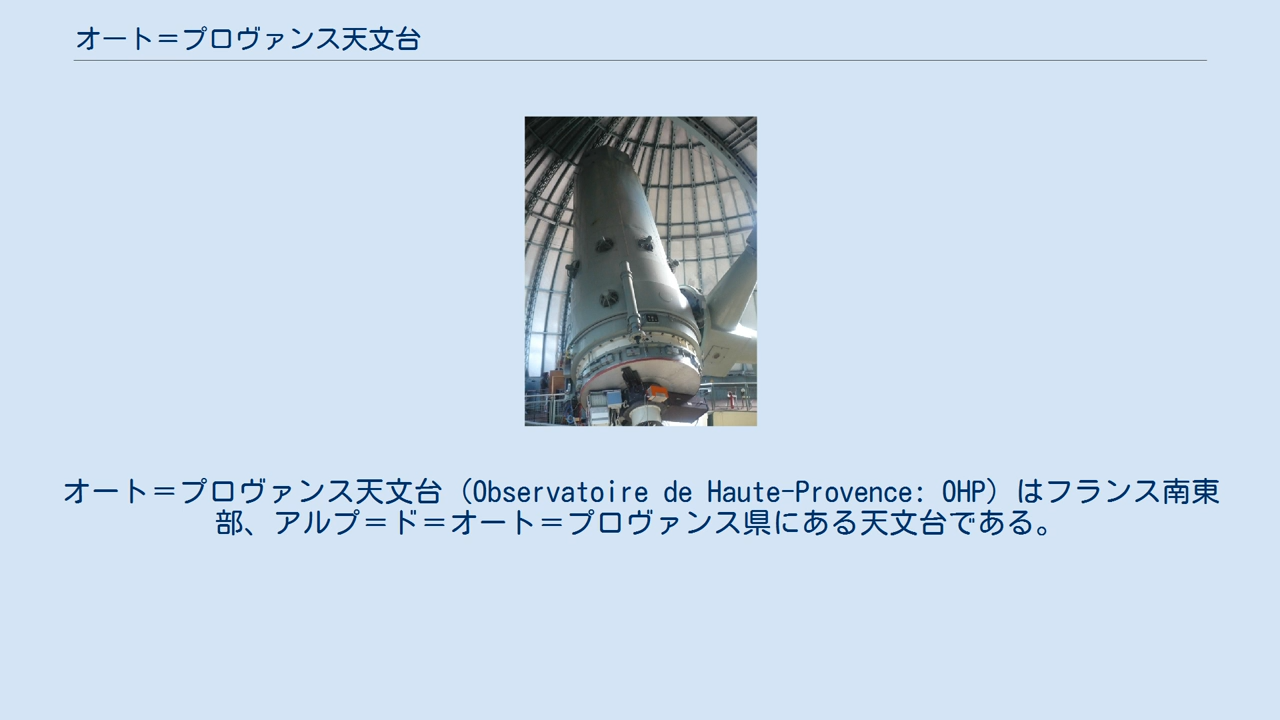 オート＝プロヴァンス天文台
オート＝プロヴァンス天文台（Observatoire de Haute-Provence: OHP）はフランス南東
部、アルプ＝ド＝オート＝プロヴァンス県にある天文台である。